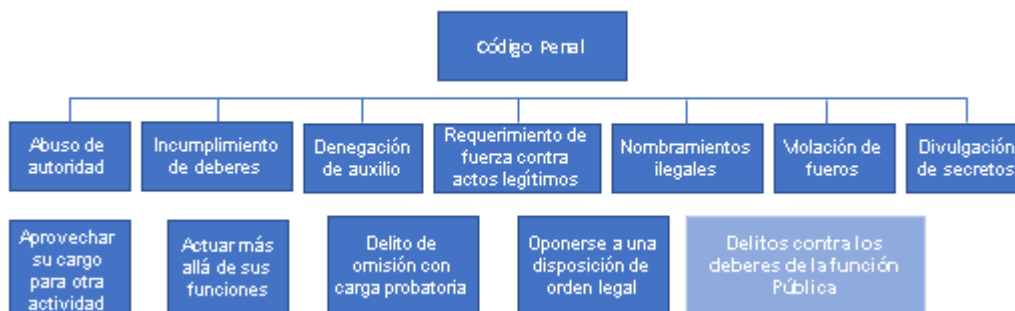 Código Penal
Abuso de
autoridad
Incumplimiento
de deberes
Denegación
de auxilio
Requerimiento de
fuerza contra
actos legítimos
Nombramientos
ilegales
Violación de
fueros
Divulgación
de secretos
Aprovechar
su cargo
para otra
actividad
Actuar más
allá de sus
funciones
Delito de
omisión con
carga probatoria
Oponerse a una
disposición de
orden legal
Delitos contra los
deberes de la función
Pública